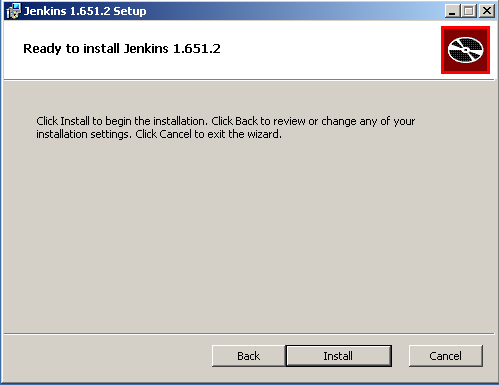 Jenkins 1.651.2 Setup
Ready to install Jenkins 1.651.2
Click Install to begin the installation. Click Back to review or change any of your
installation settings. Click Cancel to exit the wizard.
Back Install Cancel